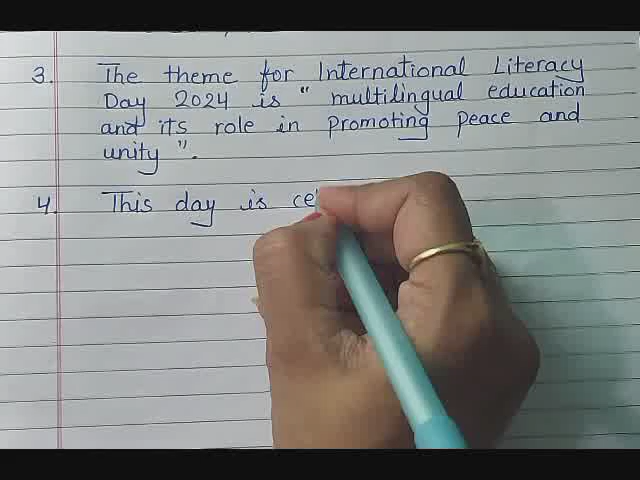 3. The theme for International Literacy
Day 2024 is " multilingual education
and its role in promoting peace and
unity ".
4. This day is